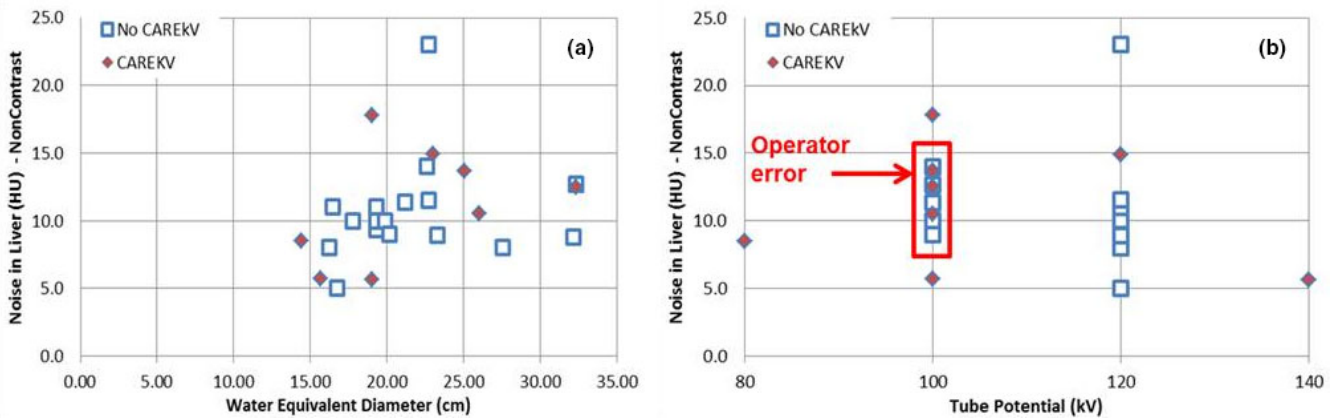 No CAREkV
CAREKV
(a)
25.0
20.0
15.0
10.0
5.0
0.0
Noise in Liver (HU) - NonContrast
0.00 5.00 10.00 15.00 20.00 25.00 30.00 35.00
Water Equivalent Diameter (cm)
No CAREkV
CAREKV
(b)
25.0
20.0
15.0
10.0
5.0
0.0
Noise in Liver (HU) - NonContrast
Operator
error
80 100 120 140
Tube Potential (kV)